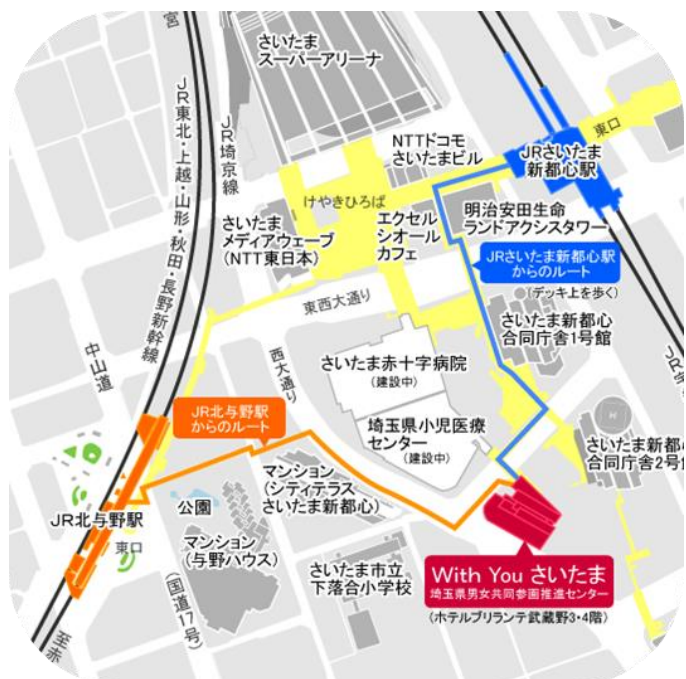 宮
さいたま
スーパーアリーナ
JR東北・上越・山形・秋田・長野新幹線
JR埼京線
NTTドコモ
さいたまビル
東口
JRさいたま
新都心駅
けやきひろば
さいたま
メディアウェーブ
(NTT東日本)
エクセル
シオール
カフェ
明治安田生命
ランドアクシスタワー
JRさいたま新都心駅
からのルート
(デッキ上を歩く)
東西大通り
さいたま新都心
合同庁舎1号館
中山道
西大通り
さいたま赤十字病院
(建設中)
JR
JR北与野駅
からのルート
埼玉県小児医療
センター
(建設中)
H
さいたま新都心
合同庁舎2号館
マンション
(シティテラス
さいたま新都心)
公園
JR北与野駅
東口
マンション
(与野ハウス)
(国道17号)
さいたま市立
下落合小学校
With You さいたま
埼玉県男女共同参画推進センター
(ホテルブリランテ武蔵野3・4階)
至赤